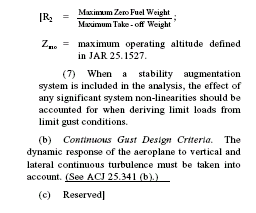 [R2 = Maximum Zero Fuel Weight / Maximum Take - off Weight ;
Zmo = maximum operating altitude defined
in JAR 25.1527.
(7) When a stability augmentation
system is included in the analysis, the effect of
any significant system non-linearities should be
accounted for when deriving limit loads from
limit gust conditions.
(b) Continuous Gust Design Criteria. The
dynamic response of the aeroplane to vertical and
lateral continuous turbulence must be taken into
account. (See ACJ 25.341 (b).)
(c) Reserved]